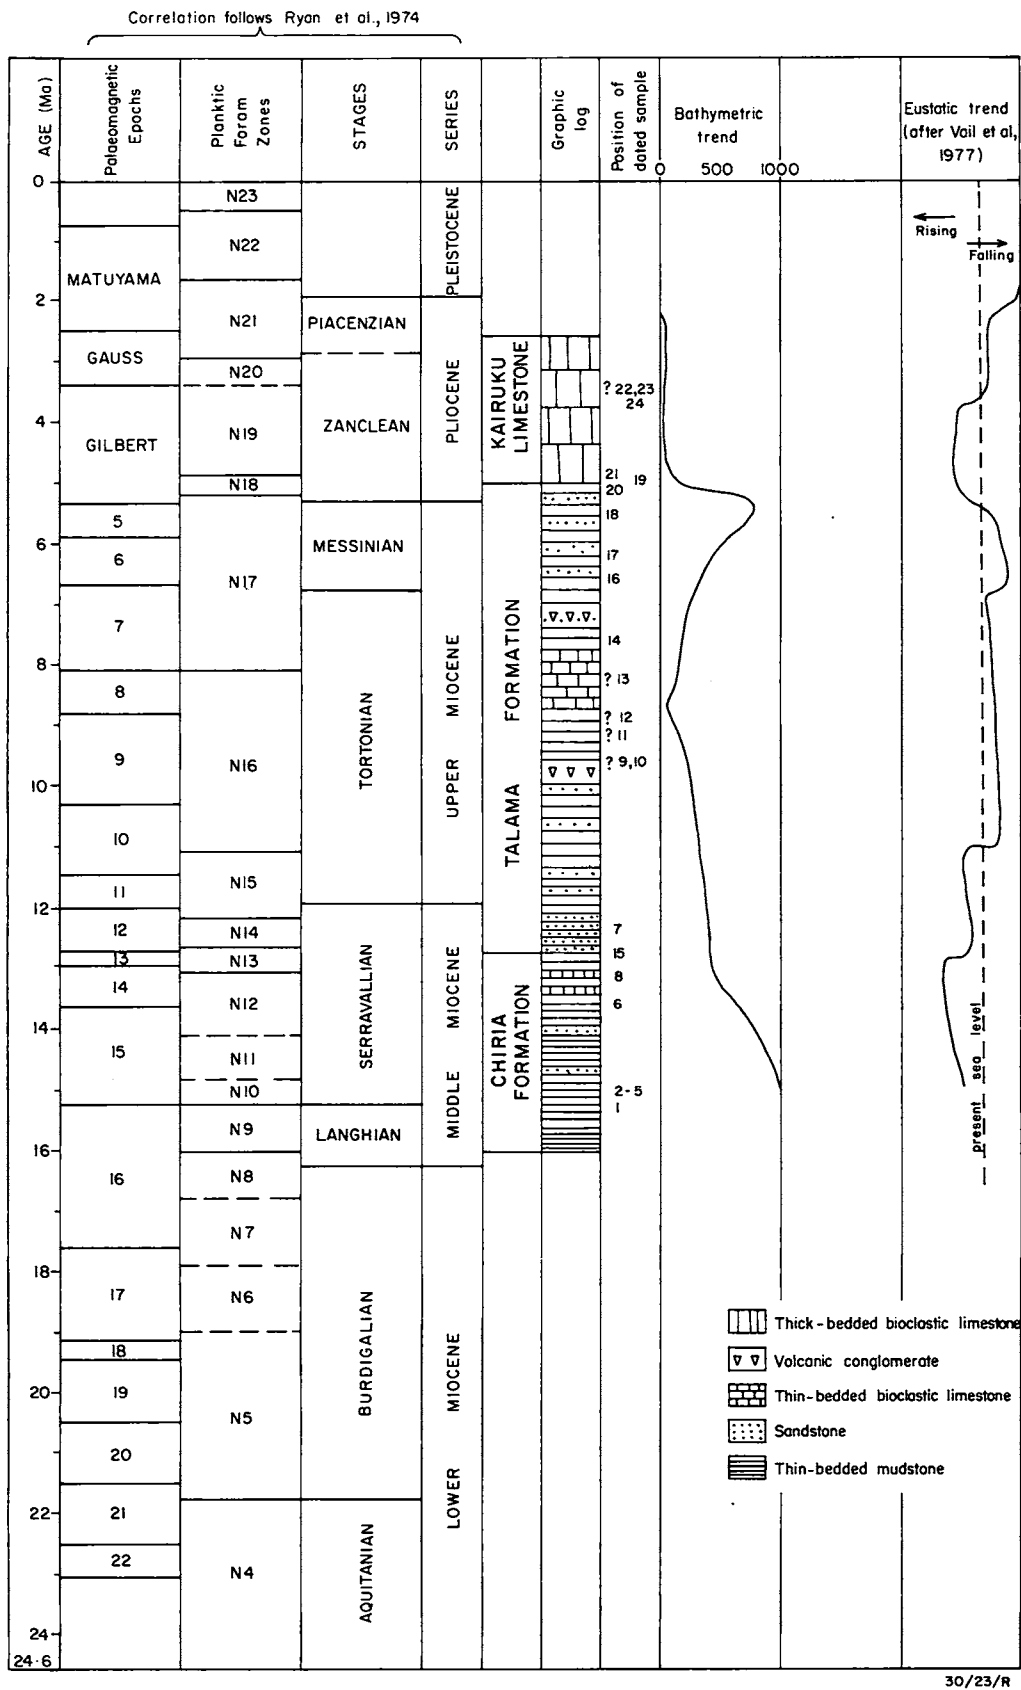 Correlation follows Ryan et al., 1974
AGE (Ma)
Palaeomagnetic
Epochs
Planktic
Foram
Zones
STAGES
SERIES
Graphic
log
Position of
dated sample
Bathymetric
trend
0 500 1000
Eustatic trend
(after Vail et al,
1977)
Rising
Falling
present sea level
0
2
4
6
8
10
12
14
16
18
20
22
24
24·6
MATUYAMA
GAUSS
GILBERT
5
6
7
8
9
10
11
12
13
14
15
16
17
18
19
20
21
22
N23
N22
N21
N20
N19
N18
N17
N16
N15
N14
N13
N12
N11
N10
N9
N8
N7
N6
N5
N4
PIACENZIAN
ZANCLEAN
MESSINIAN
TORTONIAN
SERRAVALLIAN
LANGHIAN
BURDIGALIAN
AQUITANIAN
PLEISTOCENE
PLIOCENE
UPPER MIOCENE
MIDDLE MIOCENE
LOWER MIOCENE
KAIRUKU
LIMESTONE
TALAMA FORMATION
CHIRIA
FORMATION
? 22,23
24
21 19
20
18
17
16
14
? 13
? 12
? 11
? 9,10
7
15
8
6
2-5
1
Thick-bedded bioclastic limestone
Volcanic conglomerate
Thin-bedded bioclastic limestone
Sandstone
Thin-bedded mudstone
30/23/R